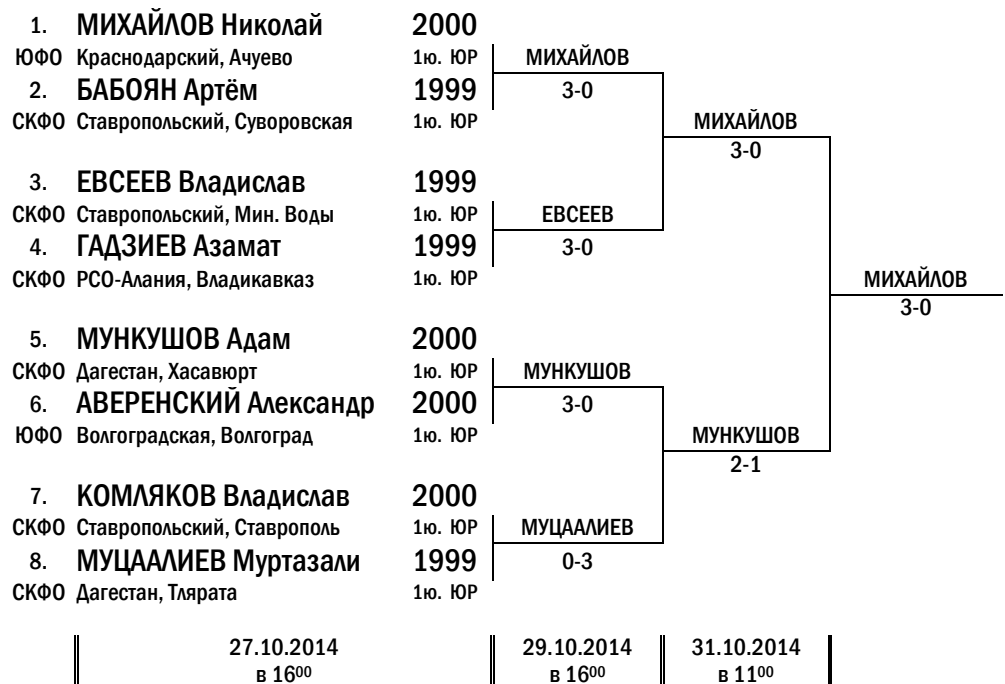 1. МИХАЙЛОВ Николай 2000
ЮФО Краснодарский, Ачуево 1ю. ЮР МИХАЙЛОВ
2. БАБОЯН Артём 1999 3-0
СКФО Ставропольский, Суворовская 1ю. ЮР МИХАЙЛОВ
3-0
3. ЕВСЕЕВ Владислав 1999
СКФО Ставропольский, Мин. Воды 1ю. ЮР ЕВСЕЕВ
4. ГАДЗИЕВ Азамат 1999 3-0
СКФО РСО-Алания, Владикавказ 1ю. ЮР МИХАЙЛОВ
3-0
5. МУНКУШОВ Адам 2000
СКФО Дагестан, Хасавюрт 1ю. ЮР МУНКУШОВ
6. АВЕРЕНСКИЙ Александр 2000 3-0
ЮФО Волгоградская, Волгоград 1ю. ЮР МУНКУШОВ
2-1
7. КОМЛЯКОВ Владислав 2000
СКФО Ставропольский, Ставрополь 1ю. ЮР МУЦААЛИЕВ
8. МУЦААЛИЕВ Муртазали 1999 0-3
СКФО Дагестан, Тлярата 1ю. ЮР
27.10.2014 29.10.2014 31.10.2014
в 16⁰⁰ в 16⁰⁰ в 11⁰⁰